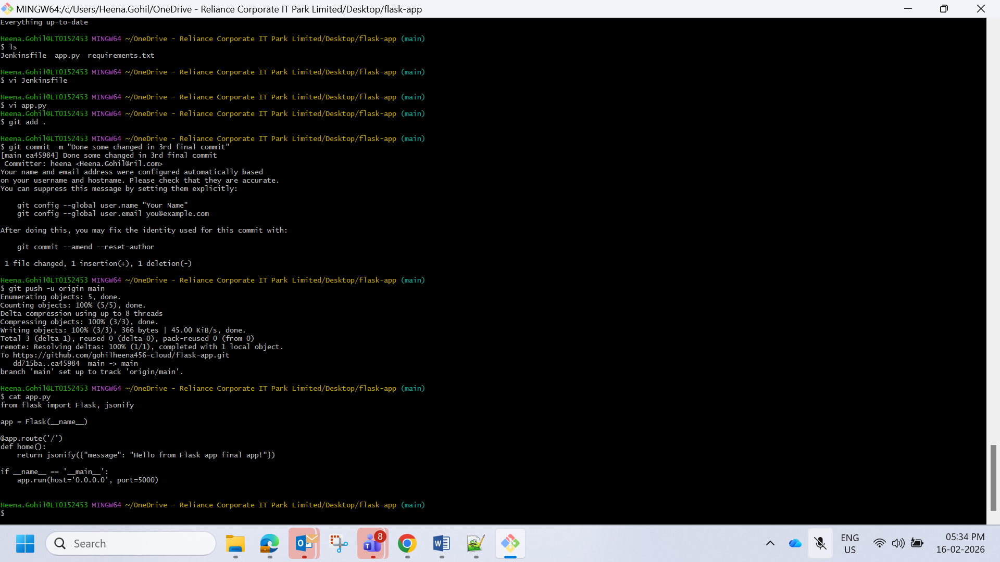 MINGW64:/c/Users/Heena.Gohil/OneDrive - Reliance Corporate IT Park Limited/Desktop/flask-app
Everything up-to-date
Heena.Gohil@LT0152453 MINGW64 ~/OneDrive - Reliance Corporate IT Park Limited/Desktop/flask-app (main)
$ ls
Jenkinsfile  app.py  requirements.txt
Heena.Gohil@LT0152453 MINGW64 ~/OneDrive - Reliance Corporate IT Park Limited/Desktop/flask-app (main)
$ vi Jenkinsfile
Heena.Gohil@LT0152453 MINGW64 ~/OneDrive - Reliance Corporate IT Park Limited/Desktop/flask-app (main)
$ vi app.py
Heena.Gohil@LT0152453 MINGW64 ~/OneDrive - Reliance Corporate IT Park Limited/Desktop/flask-app (main)
$ git add .
Heena.Gohil@LT0152453 MINGW64 ~/OneDrive - Reliance Corporate IT Park Limited/Desktop/flask-app (main)
$ git commit -m "Done some changed in 3rd final commit"
[main ea45984] Done some changed in 3rd final commit
 Committer: heena <Heena.Gohil@ril.com>
Your name and email address were configured automatically based
on your username and hostname. Please check that they are accurate.
You can suppress this message by setting them explicitly:
    git config --global user.name "Your Name"
    git config --global user.email you@example.com
After doing this, you may fix the identity used for this commit with:
    git commit --amend --reset-author
 1 file changed, 1 insertion(+), 1 deletion(-)
Heena.Gohil@LT0152453 MINGW64 ~/OneDrive - Reliance Corporate IT Park Limited/Desktop/flask-app (main)
$ git push -u origin main
Enumerating objects: 5, done.
Counting objects: 100% (5/5), done.
Delta compression using up to 8 threads
Compressing objects: 100% (3/3), done.
Writing objects: 100% (3/3), 366 bytes | 45.00 KiB/s, done.
Total 3 (delta 1), reused 0 (delta 0), pack-reused 0 (from 0)
remote: Resolving deltas: 100% (1/1), completed with 1 local object.
To https://github.com/gohilheena456-cloud/flask-app.git
   dd715ba..ea45984  main -> main
branch 'main' set up to track 'origin/main'.
Heena.Gohil@LT0152453 MINGW64 ~/OneDrive - Reliance Corporate IT Park Limited/Desktop/flask-app (main)
$ cat app.py
from flask import Flask, jsonify
app = Flask(__name__)
@app.route('/')
def home():
    return jsonify({"message": "Hello from Flask app final app!"})
if __name__ == '__main__':
    app.run(host='0.0.0.0', port=5000)
Heena.Gohil@LT0152453 MINGW64 ~/OneDrive - Reliance Corporate IT Park Limited/Desktop/flask-app (main)
$
Search
8
ENG
US
05:34 PM
16-02-2026